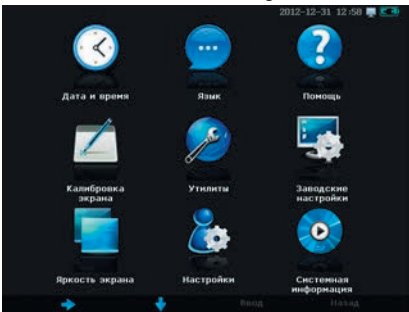 2012-12-31 12:58
Дата и время
Язык
Помощь
Калибровка
экрана
Утилиты
Заводские
настройки
Яркость экрана
Настройки
Системная
информация
Ввод
Назад